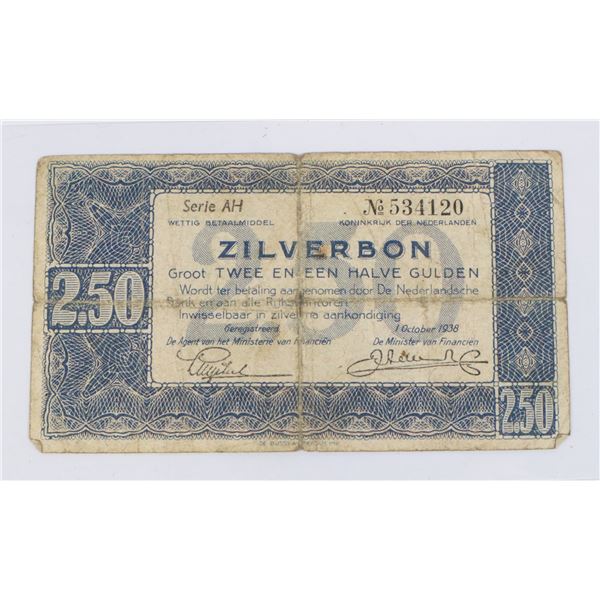 Serie AH
№ 534120
WETTIG BETAALMIDDEL
KONINKRIJK DER NEDERLANDEN
ZILVERBON
Groot TWEE EN EEN HALVE GULDEN
Wordt ter betaling aangenomen door De Nederlandsche
Bank en aan alle Rijkskantoren
Inwisselbaar in zilver na aankondiging
Geregistreerd
1 October 1938
De Agent van het Ministerie van Financiën
De Minister van Financiën
250
2.50
2.50